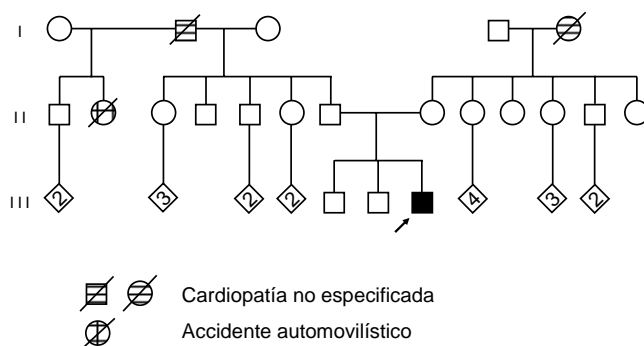 I
II
2 3 2 2 4 3 2
III
Cardiopatía no especificada
Accidente automovilístico